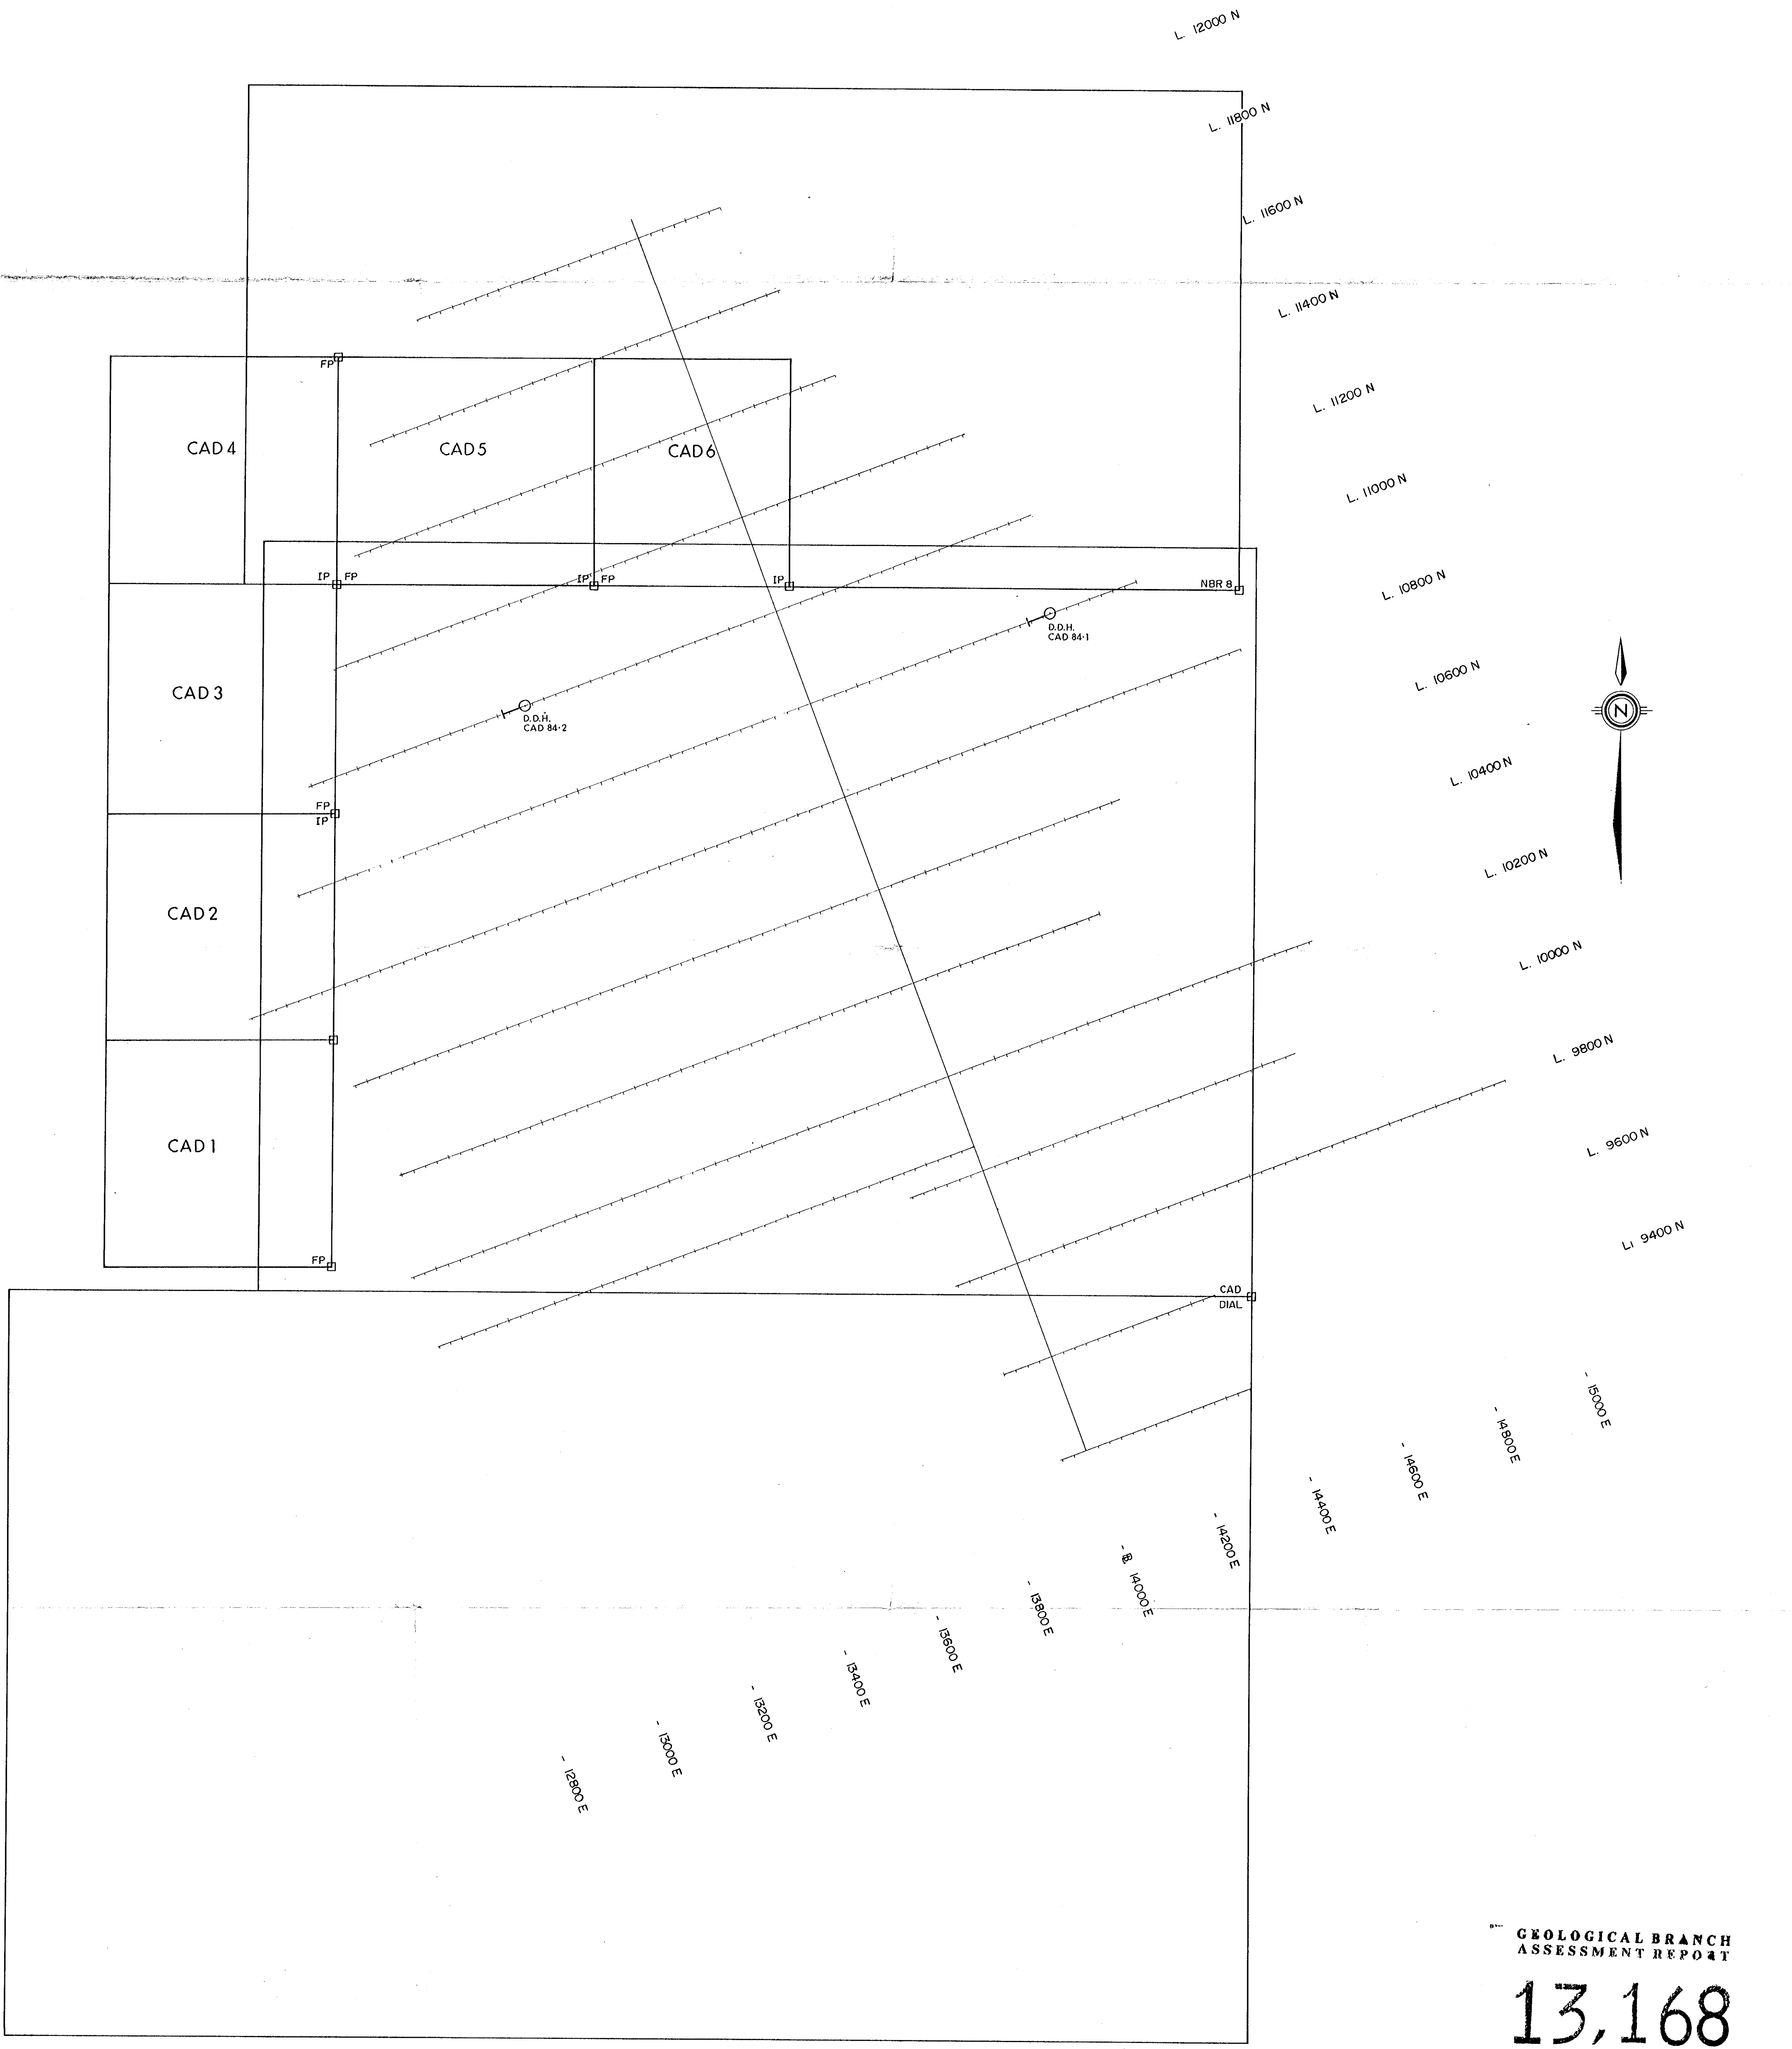 L. 12000 N
L. 11800 N
L. 11600 N
L. 11400 N
L. 11200 N
L. 11000 N
L. 10800 N
L. 10600 N
L. 10400 N
L. 10200 N
L. 10000 N
L. 9800 N
L. 9600 N
L. 9400 N
FP
CAD 4
CAD 5
CAD 6
IP FP
IP FP
IP
NBR 8
D.D.H.
CAD 84-1
CAD 3
D.D.H.
CAD 84-2
N
FP
IP
CAD 2
CAD 1
FP
CAD
DIAL
- 15000 E
- 14800 E
- 14600 E
- 14400 E
- 14200 E
- BL 14000 E
- 13800 E
- 13600 E
- 13400 E
- 13200 E
- 13000 E
- 12800 E
GEOLOGICAL BRANCH
ASSESSMENT REPORT
13,168